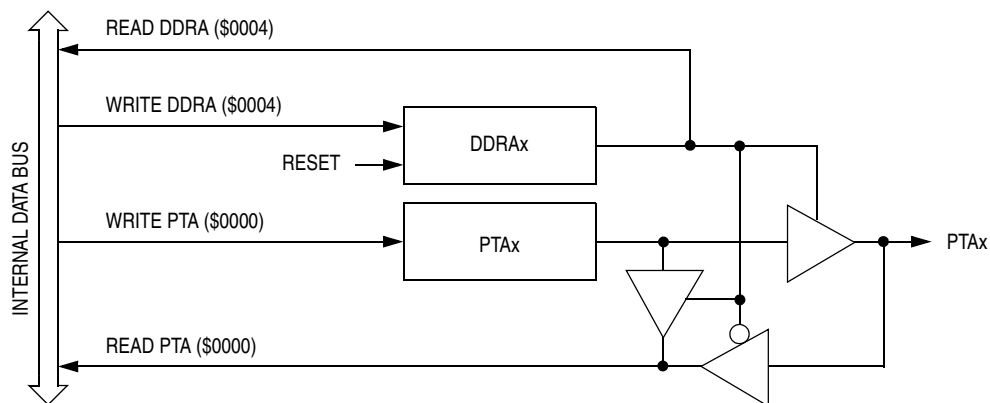 READ DDRA ($0004)
WRITE DDRA ($0004)
DDRAx
RESET
WRITE PTA ($0000)
PTAx
PTAx
READ PTA ($0000)
INTERNAL DATA BUS